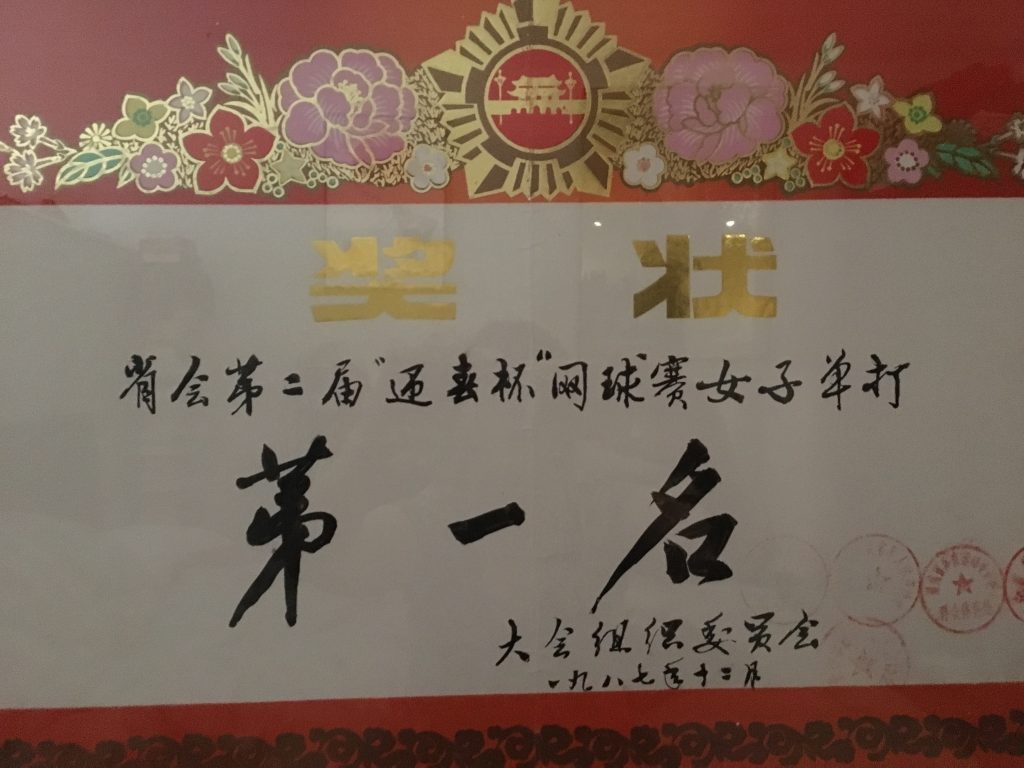 奖状
省会第二届"迎春杯"网球赛女子单打
第一名
大会组织委员会
一九八七年十二月